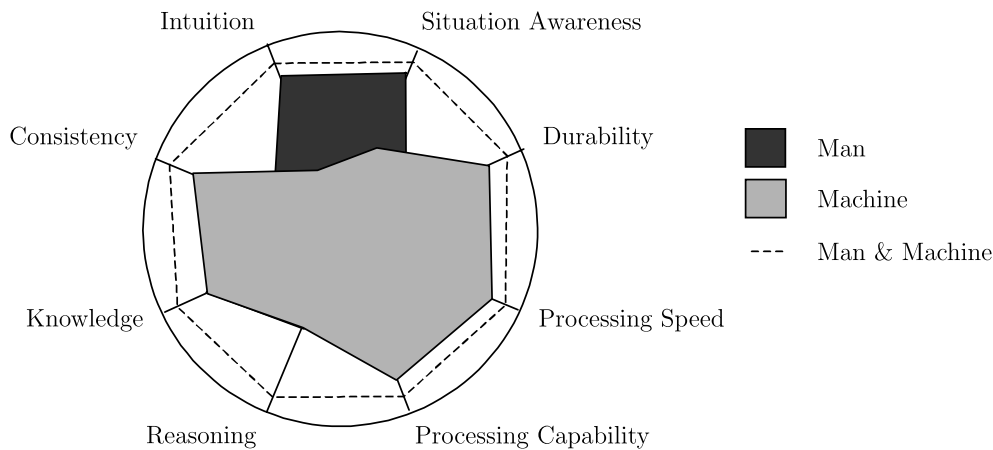 Intuition
Situation Awareness
Consistency
Durability
Man
Machine
Man & Machine
Knowledge
Processing Speed
Reasoning
Processing Capability